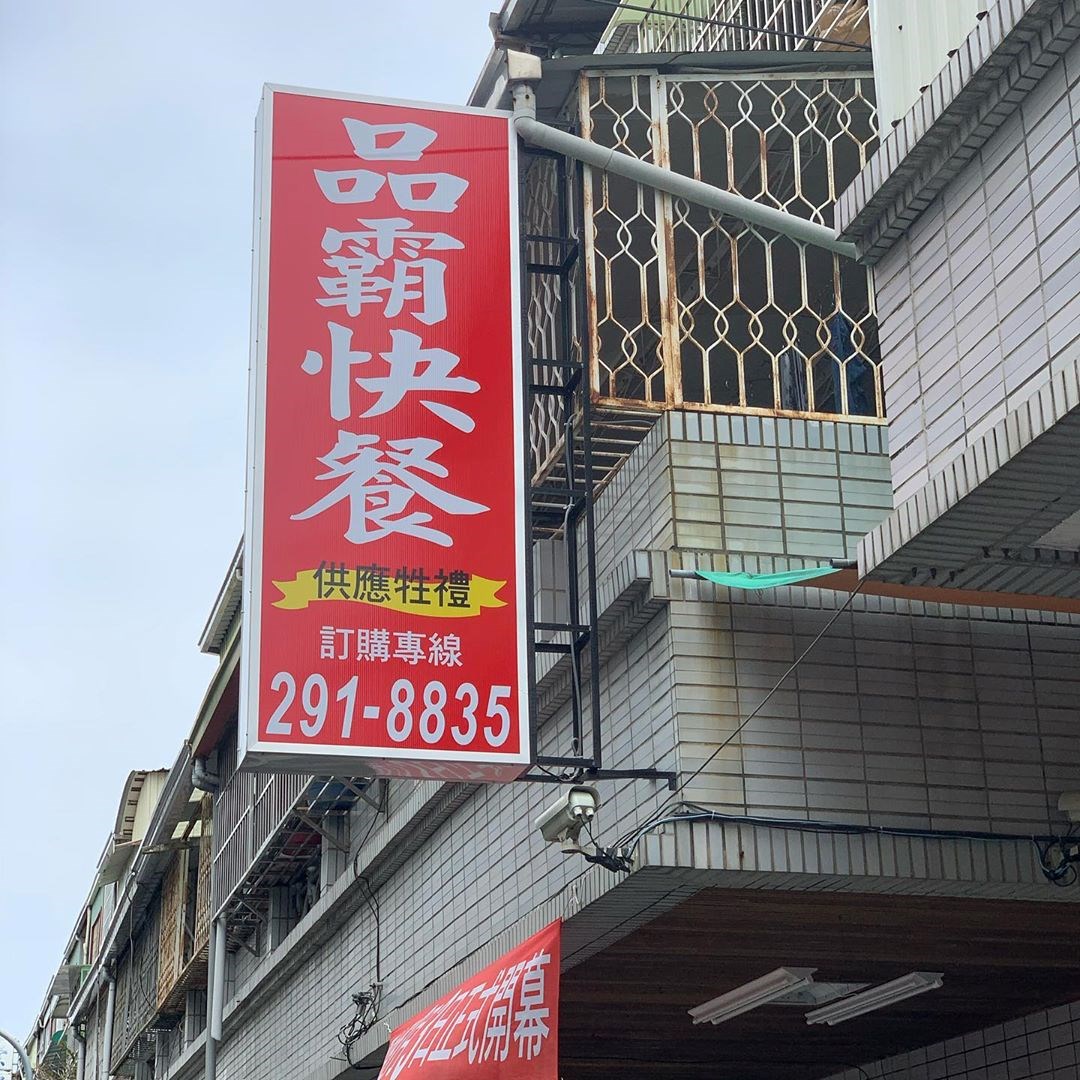 品霸快餐
供應牲禮
訂購專線
291-8835
正式開幕